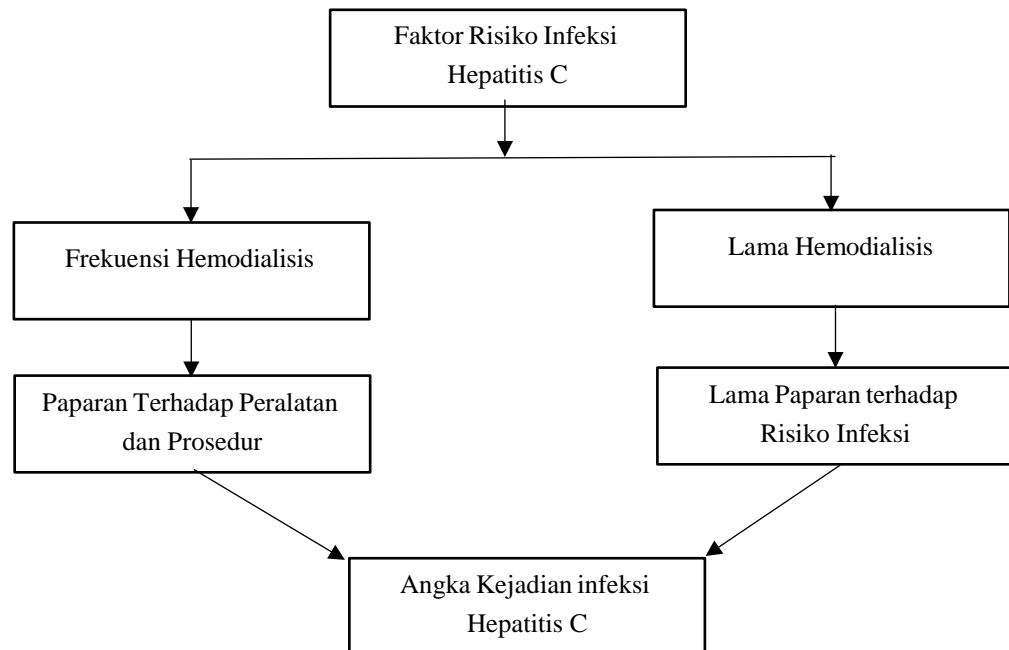 Faktor Risiko Infeksi
Hepatitis C
Frekuensi Hemodialisis
Lama Hemodialisis
Paparan Terhadap Peralatan
dan Prosedur
Lama Paparan terhadap
Risiko Infeksi
Angka Kejadian infeksi
Hepatitis C